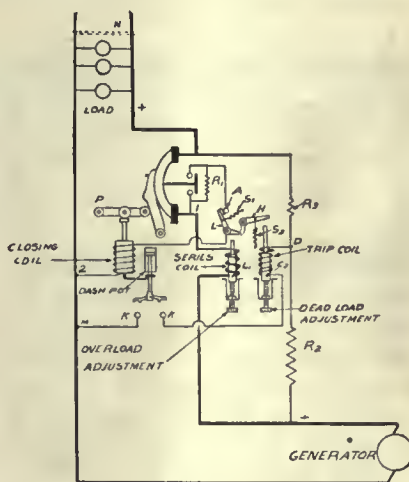 N
LOAD
+
R1
A
S1
H
P
L
S2
R3
I
D
CLOSING
COIL
SERIES
COIL
L1
TRIP COIL
2
DASH POT
K K
OVERLOAD
ADJUSTMENT
DEAD LOAD
ADJUSTMENT
R2
+
GENERATOR